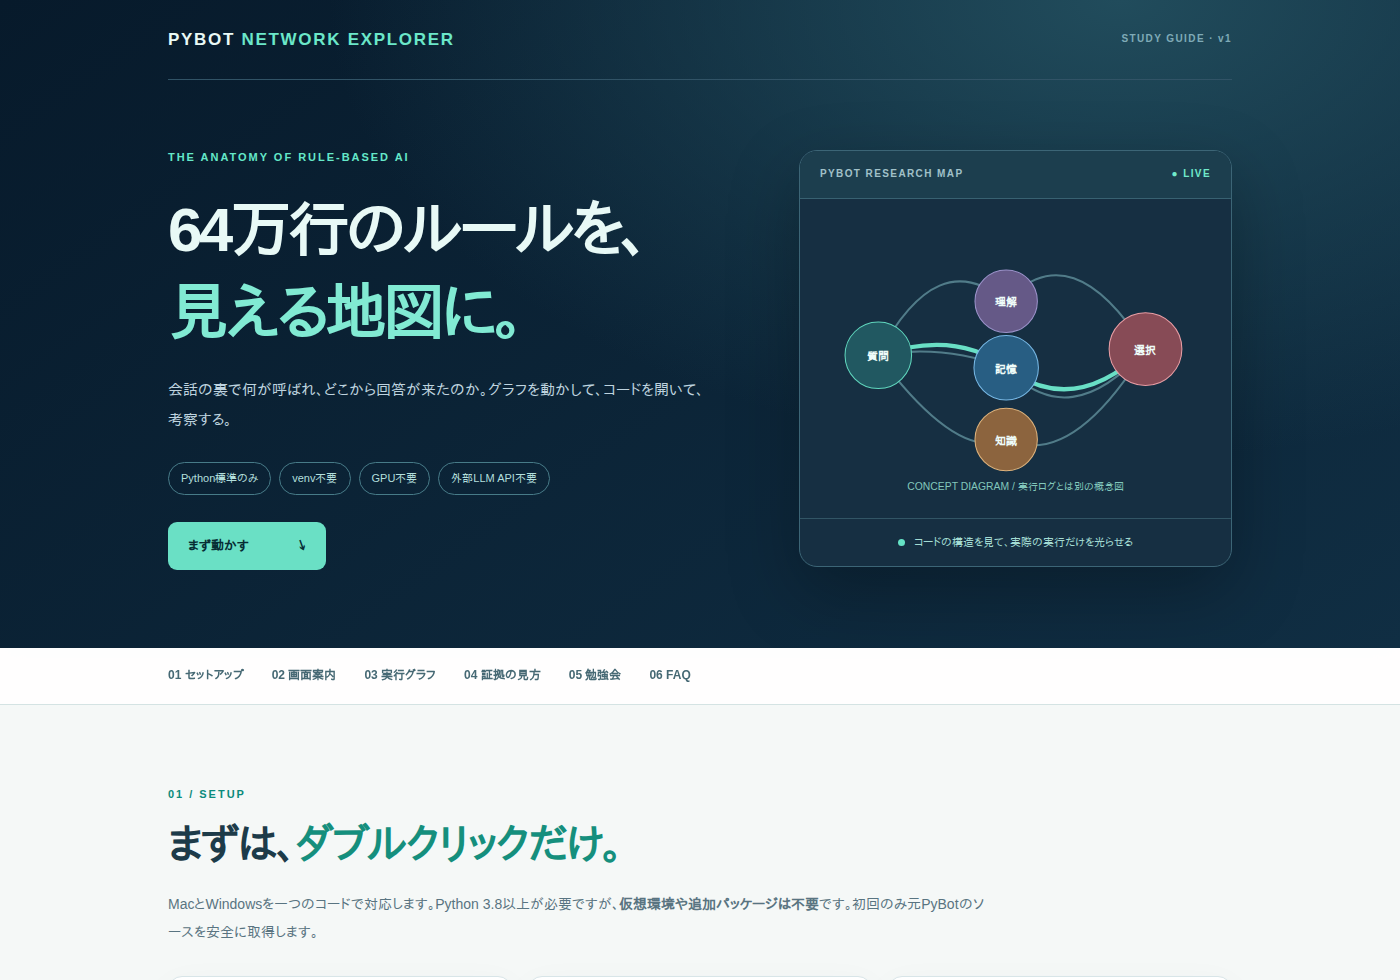 PYBOT NETWORK EXPLORER
STUDY GUIDE · v1
THE ANATOMY OF RULE-BASED AI
64万行のルールを、
見える地図に。
会話の裏で何が呼ばれ、どこから回答が来たのか。グラフを動かして、コードを開いて、
考察する。
Python標準のみ
venv不要
GPU不要
外部LLM API不要
まず動かす ↘
PYBOT RESEARCH MAP
● LIVE
理解
質問
記憶
選択
知識
CONCEPT DIAGRAM / 実行ログとは別の概念図
コードの構造を見て、実際の実行だけを光らせる
01 セットアップ
02 画面案内
03 実行グラフ
04 証拠の見方
05 勉強会
06 FAQ
01 / SETUP
まずは、ダブルクリックだけ。
MacとWindowsを一つのコードで対応します。Python 3.8以上が必要ですが、仮想環境や追加パッケージは不要です。初回のみ元PyBotのソ
ースを安全に取得します。